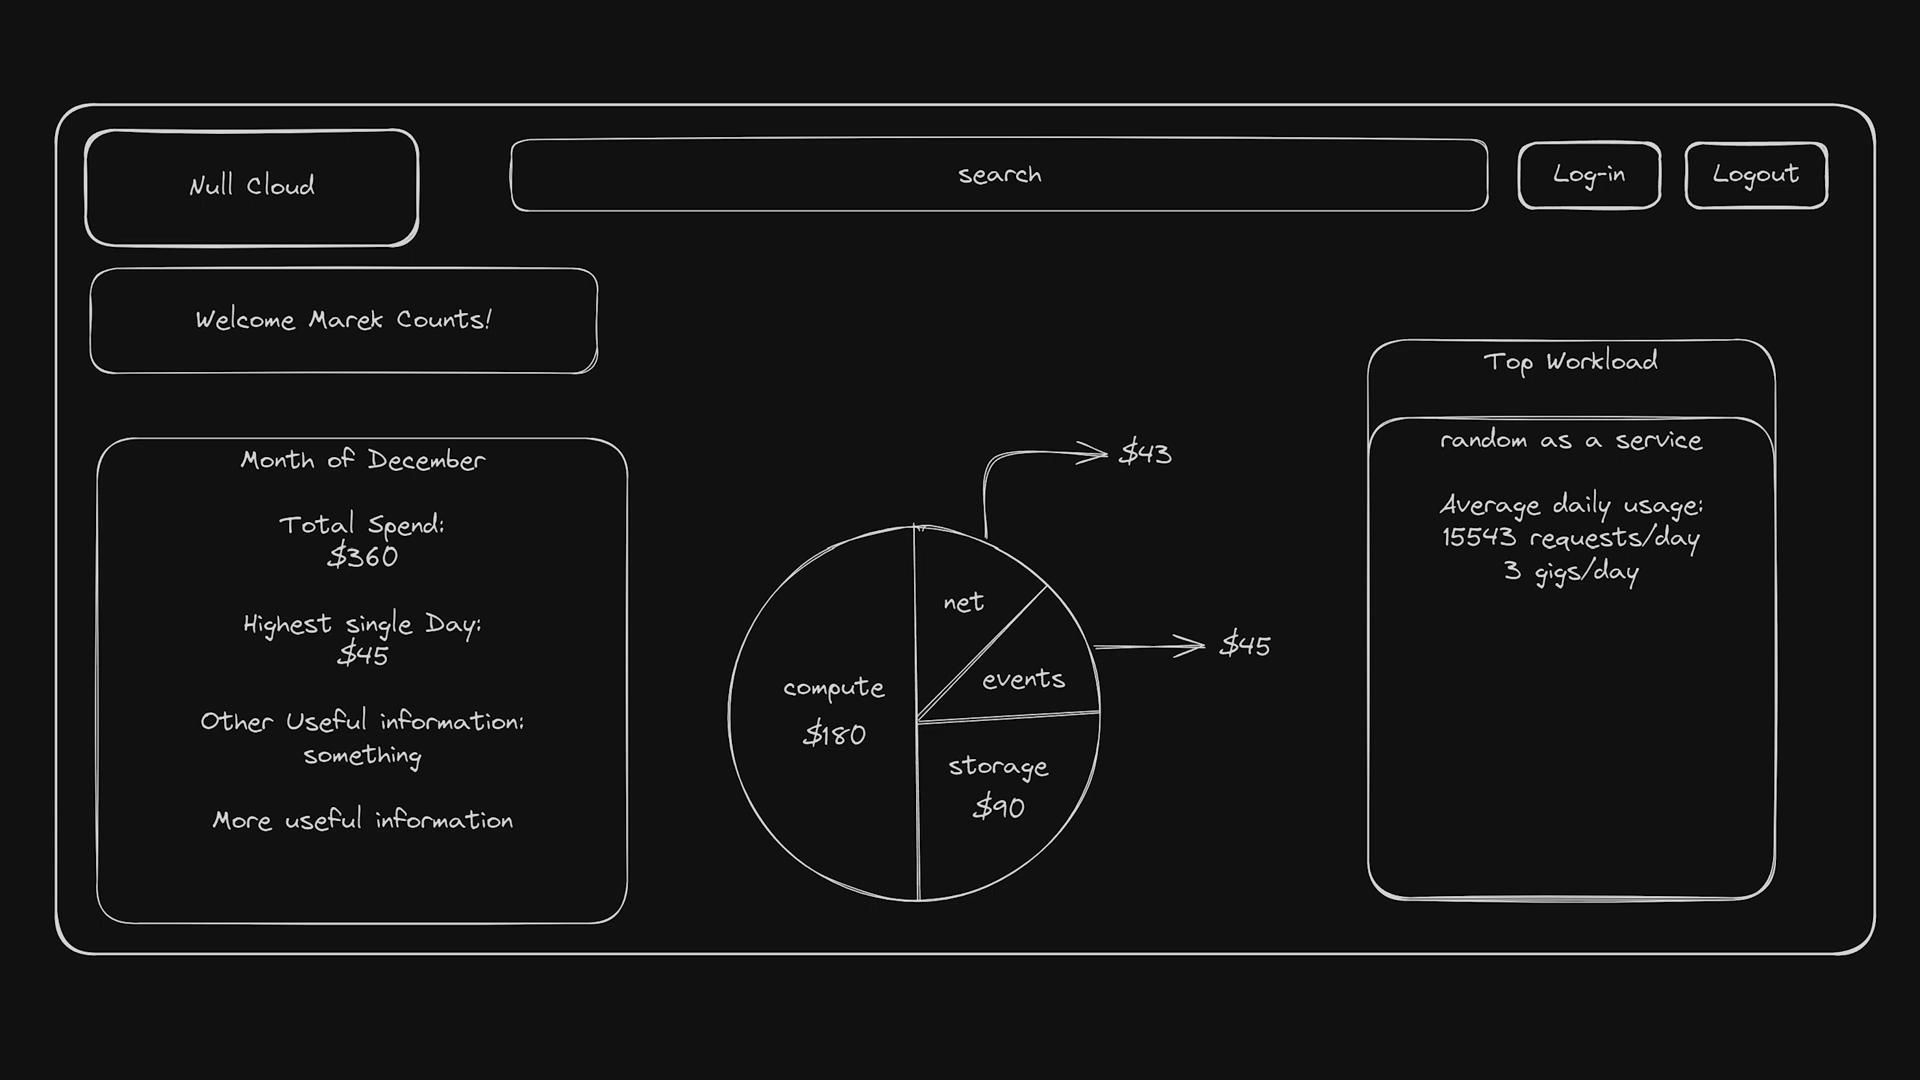 Null Cloud
search
Log-in
Logout
Welcome Marek Counts!
Month of December
Total Spend:
$360
Highest single Day:
$45
Other Useful information:
something
More useful information
$43
net
$45
events
compute
$180
storage
$90
Top Workload
random as a service
Average daily usage:
15543 requests/day
3 gigs/day